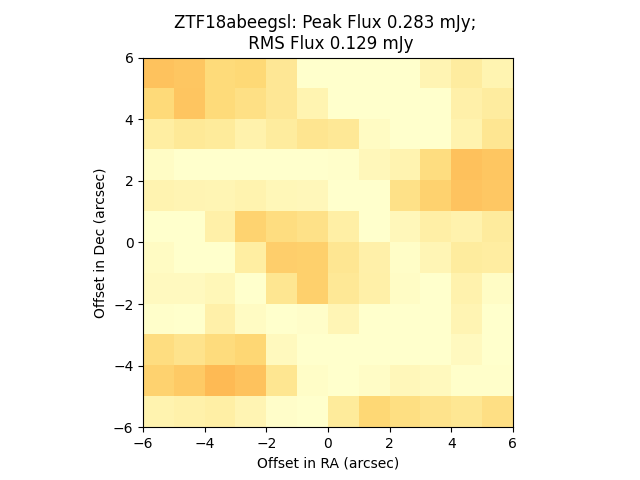 ZTF18abeegsl: Peak Flux 0.283 mJy;
RMS Flux 0.129 mJy
6
4
2
0
−2
−4
−6
Offset in Dec (arcsec)
−6 −4 −2 0 2 4 6
Offset in RA (arcsec)